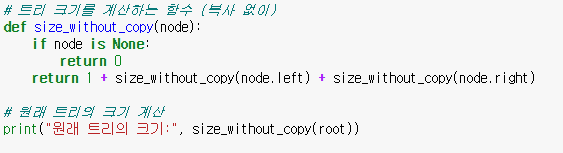 # 트리 크기를 계산하는 함수 (복사 없이)
def size_without_copy(node):
    if node is None:
        return 0
    return 1 + size_without_copy(node.left) + size_without_copy(node.right)
# 원래 트리의 크기 계산
print("원래 트리의 크기:", size_without_copy(root))